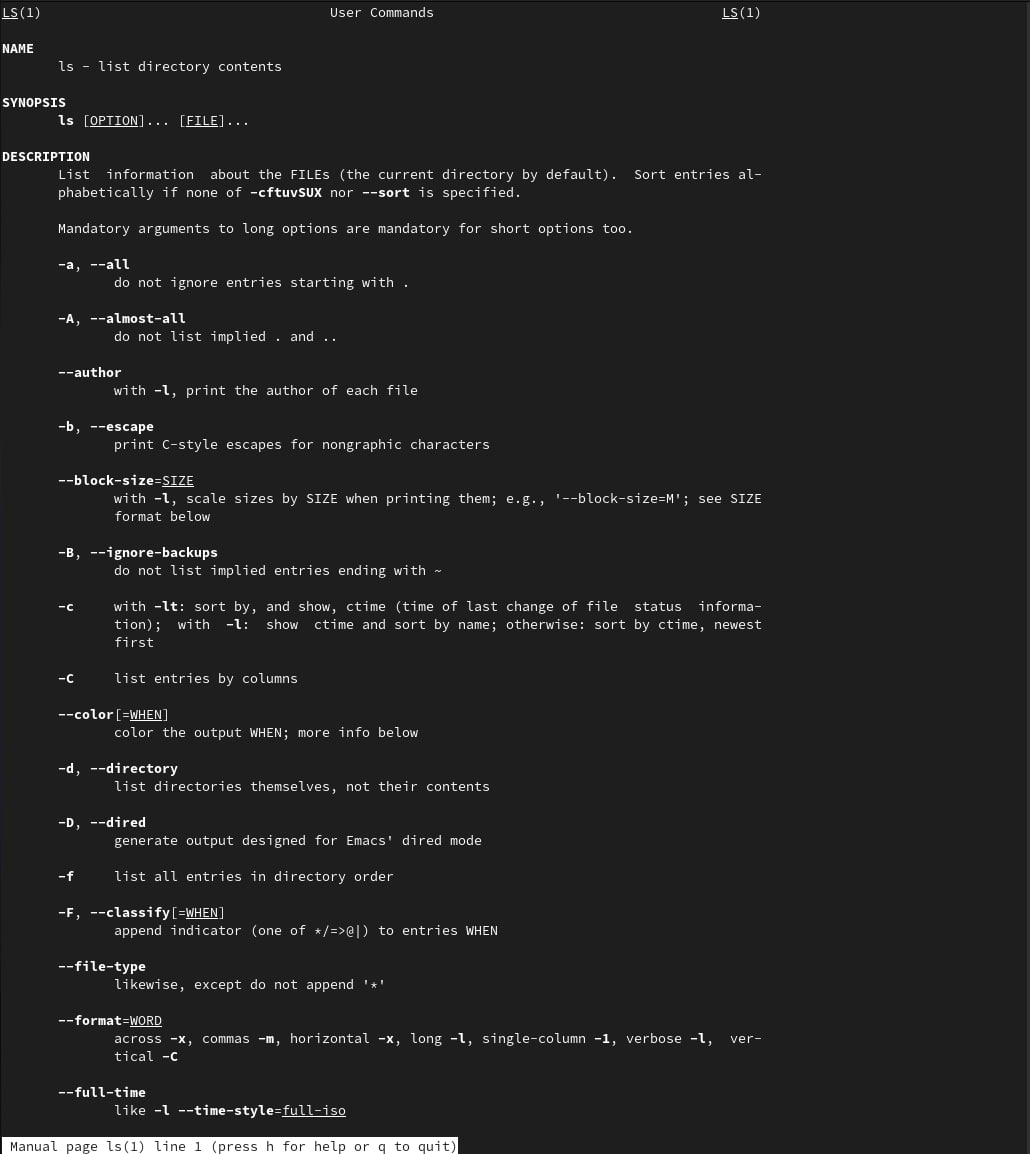 LS(1)                                    User Commands                                    LS(1)
NAME
ls - list directory contents
SYNOPSIS
ls [OPTION]... [FILE]...
DESCRIPTION
List  information  about the FILEs (the current directory by default).  Sort entries al-
phabetically if none of -cftuvSUX nor --sort is specified.
Mandatory arguments to long options are mandatory for short options too.
-a, --all
do not ignore entries starting with .
-A, --almost-all
do not list implied . and ..
--author
with -l, print the author of each file
-b, --escape
print C-style escapes for nongraphic characters
--block-size=SIZE
with -l, scale sizes by SIZE when printing them; e.g., '--block-size=M'; see SIZE
format below
-B, --ignore-backups
do not list implied entries ending with ~
-c     with -lt: sort by, and show, ctime (time of last change of file  status  informa-
tion);  with  -l:  show  ctime and sort by name; otherwise: sort by ctime, newest
first
-C     list entries by columns
--color[=WHEN]
color the output WHEN; more info below
-d, --directory
list directories themselves, not their contents
-D, --dired
generate output designed for Emacs' dired mode
-f     list all entries in directory order
-F, --classify[=WHEN]
append indicator (one of */=>@|) to entries WHEN
--file-type
likewise, except do not append '*'
--format=WORD
across -x, commas -m, horizontal -x, long -l, single-column -1, verbose -l,  ver-
tical -C
--full-time
like -l --time-style=full-iso
Manual page ls(1) line 1 (press h for help or q to quit)